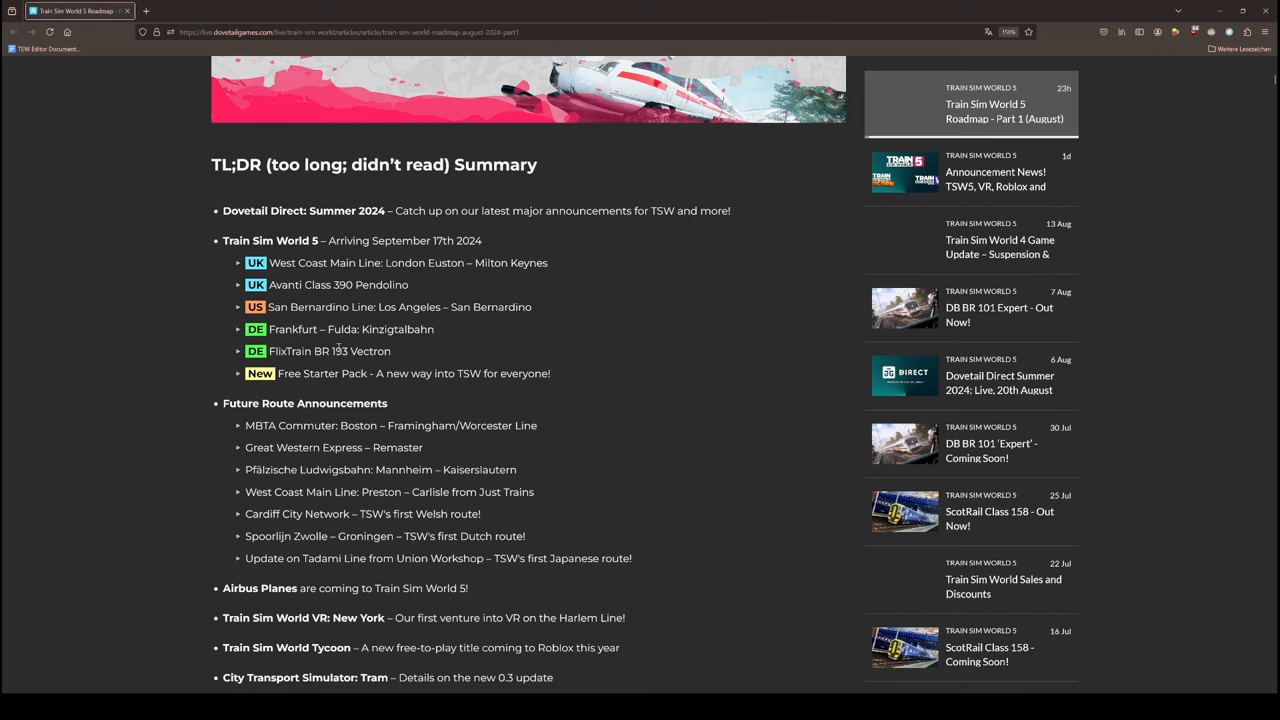 Train Sim World 5 Roadmap -
https://live.dovetailgames.com/live/train-sim-world/articles/article/train-sim-world-roadmap-august-2024-part1
150%
TSW Editor Document...
Weitere Lesezeichen
TL;DR (too long; didn't read) Summary
• Dovetail Direct: Summer 2024 – Catch up on our latest major announcements for TSW and more!
• Train Sim World 5 – Arriving September 17th 2024
UK West Coast Main Line: London Euston – Milton Keynes
UK Avanti Class 390 Pendolino
US San Bernardino Line: Los Angeles – San Bernardino
DE Frankfurt – Fulda: Kinzigtalbahn
DE FlixTrain BR 193 Vectron
New Free Starter Pack - A new way into TSW for everyone!
• Future Route Announcements
MBTA Commuter: Boston – Framingham/Worcester Line
Great Western Express – Remaster
Pfälzische Ludwigsbahn: Mannheim – Kaiserslautern
West Coast Main Line: Preston – Carlisle from Just Trains
Cardiff City Network – TSW's first Welsh route!
Spoorlijn Zwolle – Groningen – TSW's first Dutch route!
Update on Tadami Line from Union Workshop – TSW's first Japanese route!
• Airbus Planes are coming to Train Sim World 5!
• Train Sim World VR: New York – Our first venture into VR on the Harlem Line!
• Train Sim World Tycoon – A new free-to-play title coming to Roblox this year
• City Transport Simulator: Tram – Details on the new 0.3 update
TRAIN SIM WORLD 5 23h
Train Sim World 5
Roadmap - Part 1 (August)
TRAIN SIM WORLD 5 1d
Announcement News!
TSW5, VR, Roblox and
TRAIN SIM WORLD 5 13 Aug
Train Sim World 4 Game
Update – Suspension &
TRAIN SIM WORLD 5 7 Aug
DB BR 101 Expert - Out
Now!
TRAIN SIM WORLD 5 6 Aug
Dovetail Direct Summer
2024: Live, 20th August
DIRECT
TRAIN SIM WORLD 5 30 Jul
DB BR 101 'Expert' -
Coming Soon!
TRAIN SIM WORLD 5 25 Jul
ScotRail Class 158 - Out
Now!
TRAIN SIM WORLD 5 22 Jul
Train Sim World Sales and
Discounts
TRAIN SIM WORLD 5 16 Jul
ScotRail Class 158 -
Coming Soon!